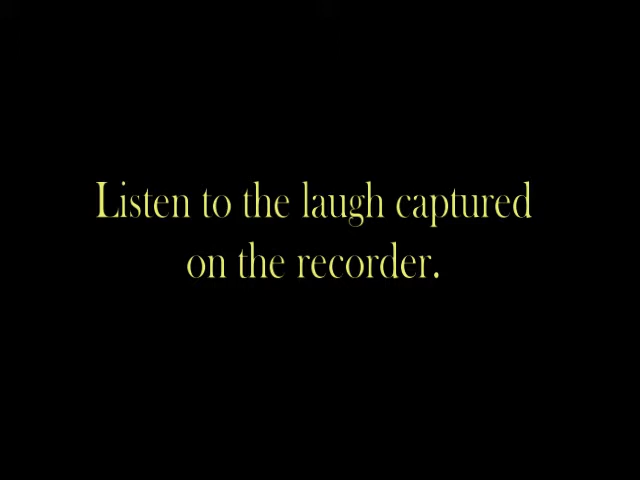 Listen to the laugh captured
on the recorder.